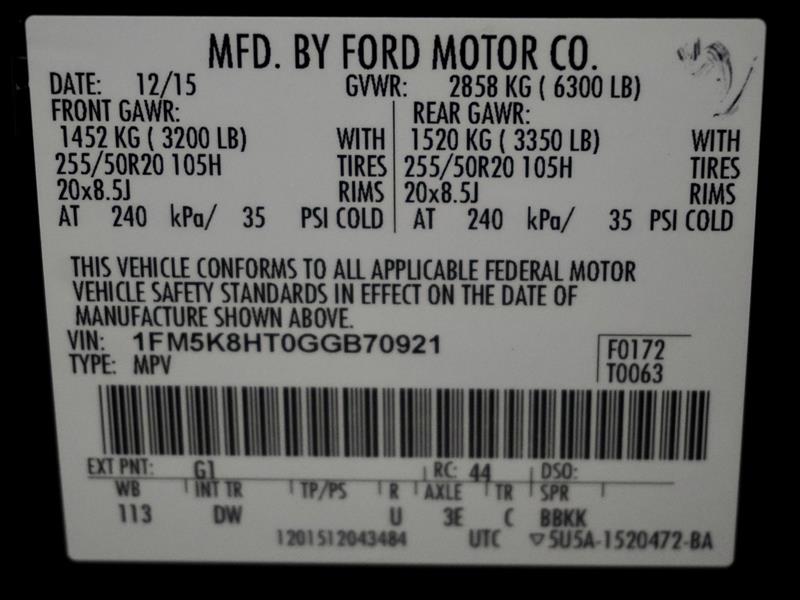 MFD. BY FORD MOTOR CO.
DATE: 12/15 GVWR: 2858 KG ( 6300 LB)
FRONT GAWR: REAR GAWR:
1452 KG ( 3200 LB) WITH 1520 KG ( 3350 LB) WITH
255/50R20 105H TIRES 255/50R20 105H TIRES
20x8.5J RIMS 20x8.5J RIMS
AT 240 kPa/ 35 PSI COLD AT 240 kPa/ 35 PSI COLD
THIS VEHICLE CONFORMS TO ALL APPLICABLE FEDERAL MOTOR
VEHICLE SAFETY STANDARDS IN EFFECT ON THE DATE OF
MANUFACTURE SHOWN ABOVE.
VIN: 1FM5K8HT0GGB70921 F0172
TYPE: MPV T0063
EXT PNT: G1 RC: 44 DSO:
WB INT TR TP/PS R AXLE TR SPR
113 DW U 3E C BBKK
1201512043484 UTC ▽5U5A-1520472-BA